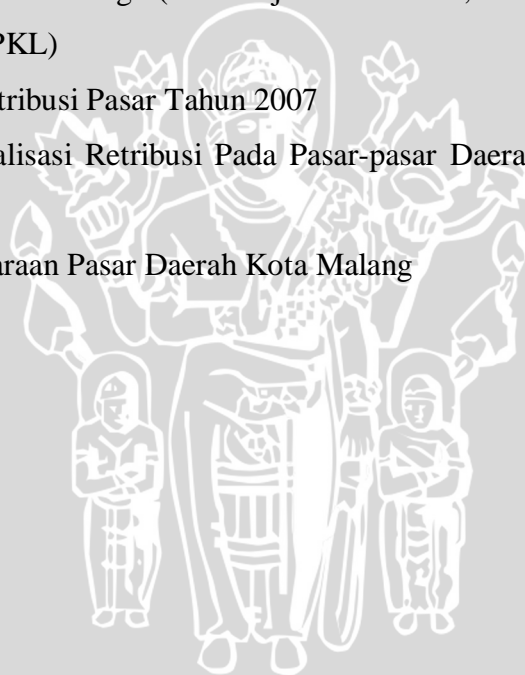 PKL)
tribusi Pasar Tahun 2007
alisasi Retribusi Pada Pasar-pasar Daera
araan Pasar Daerah Kota Malang